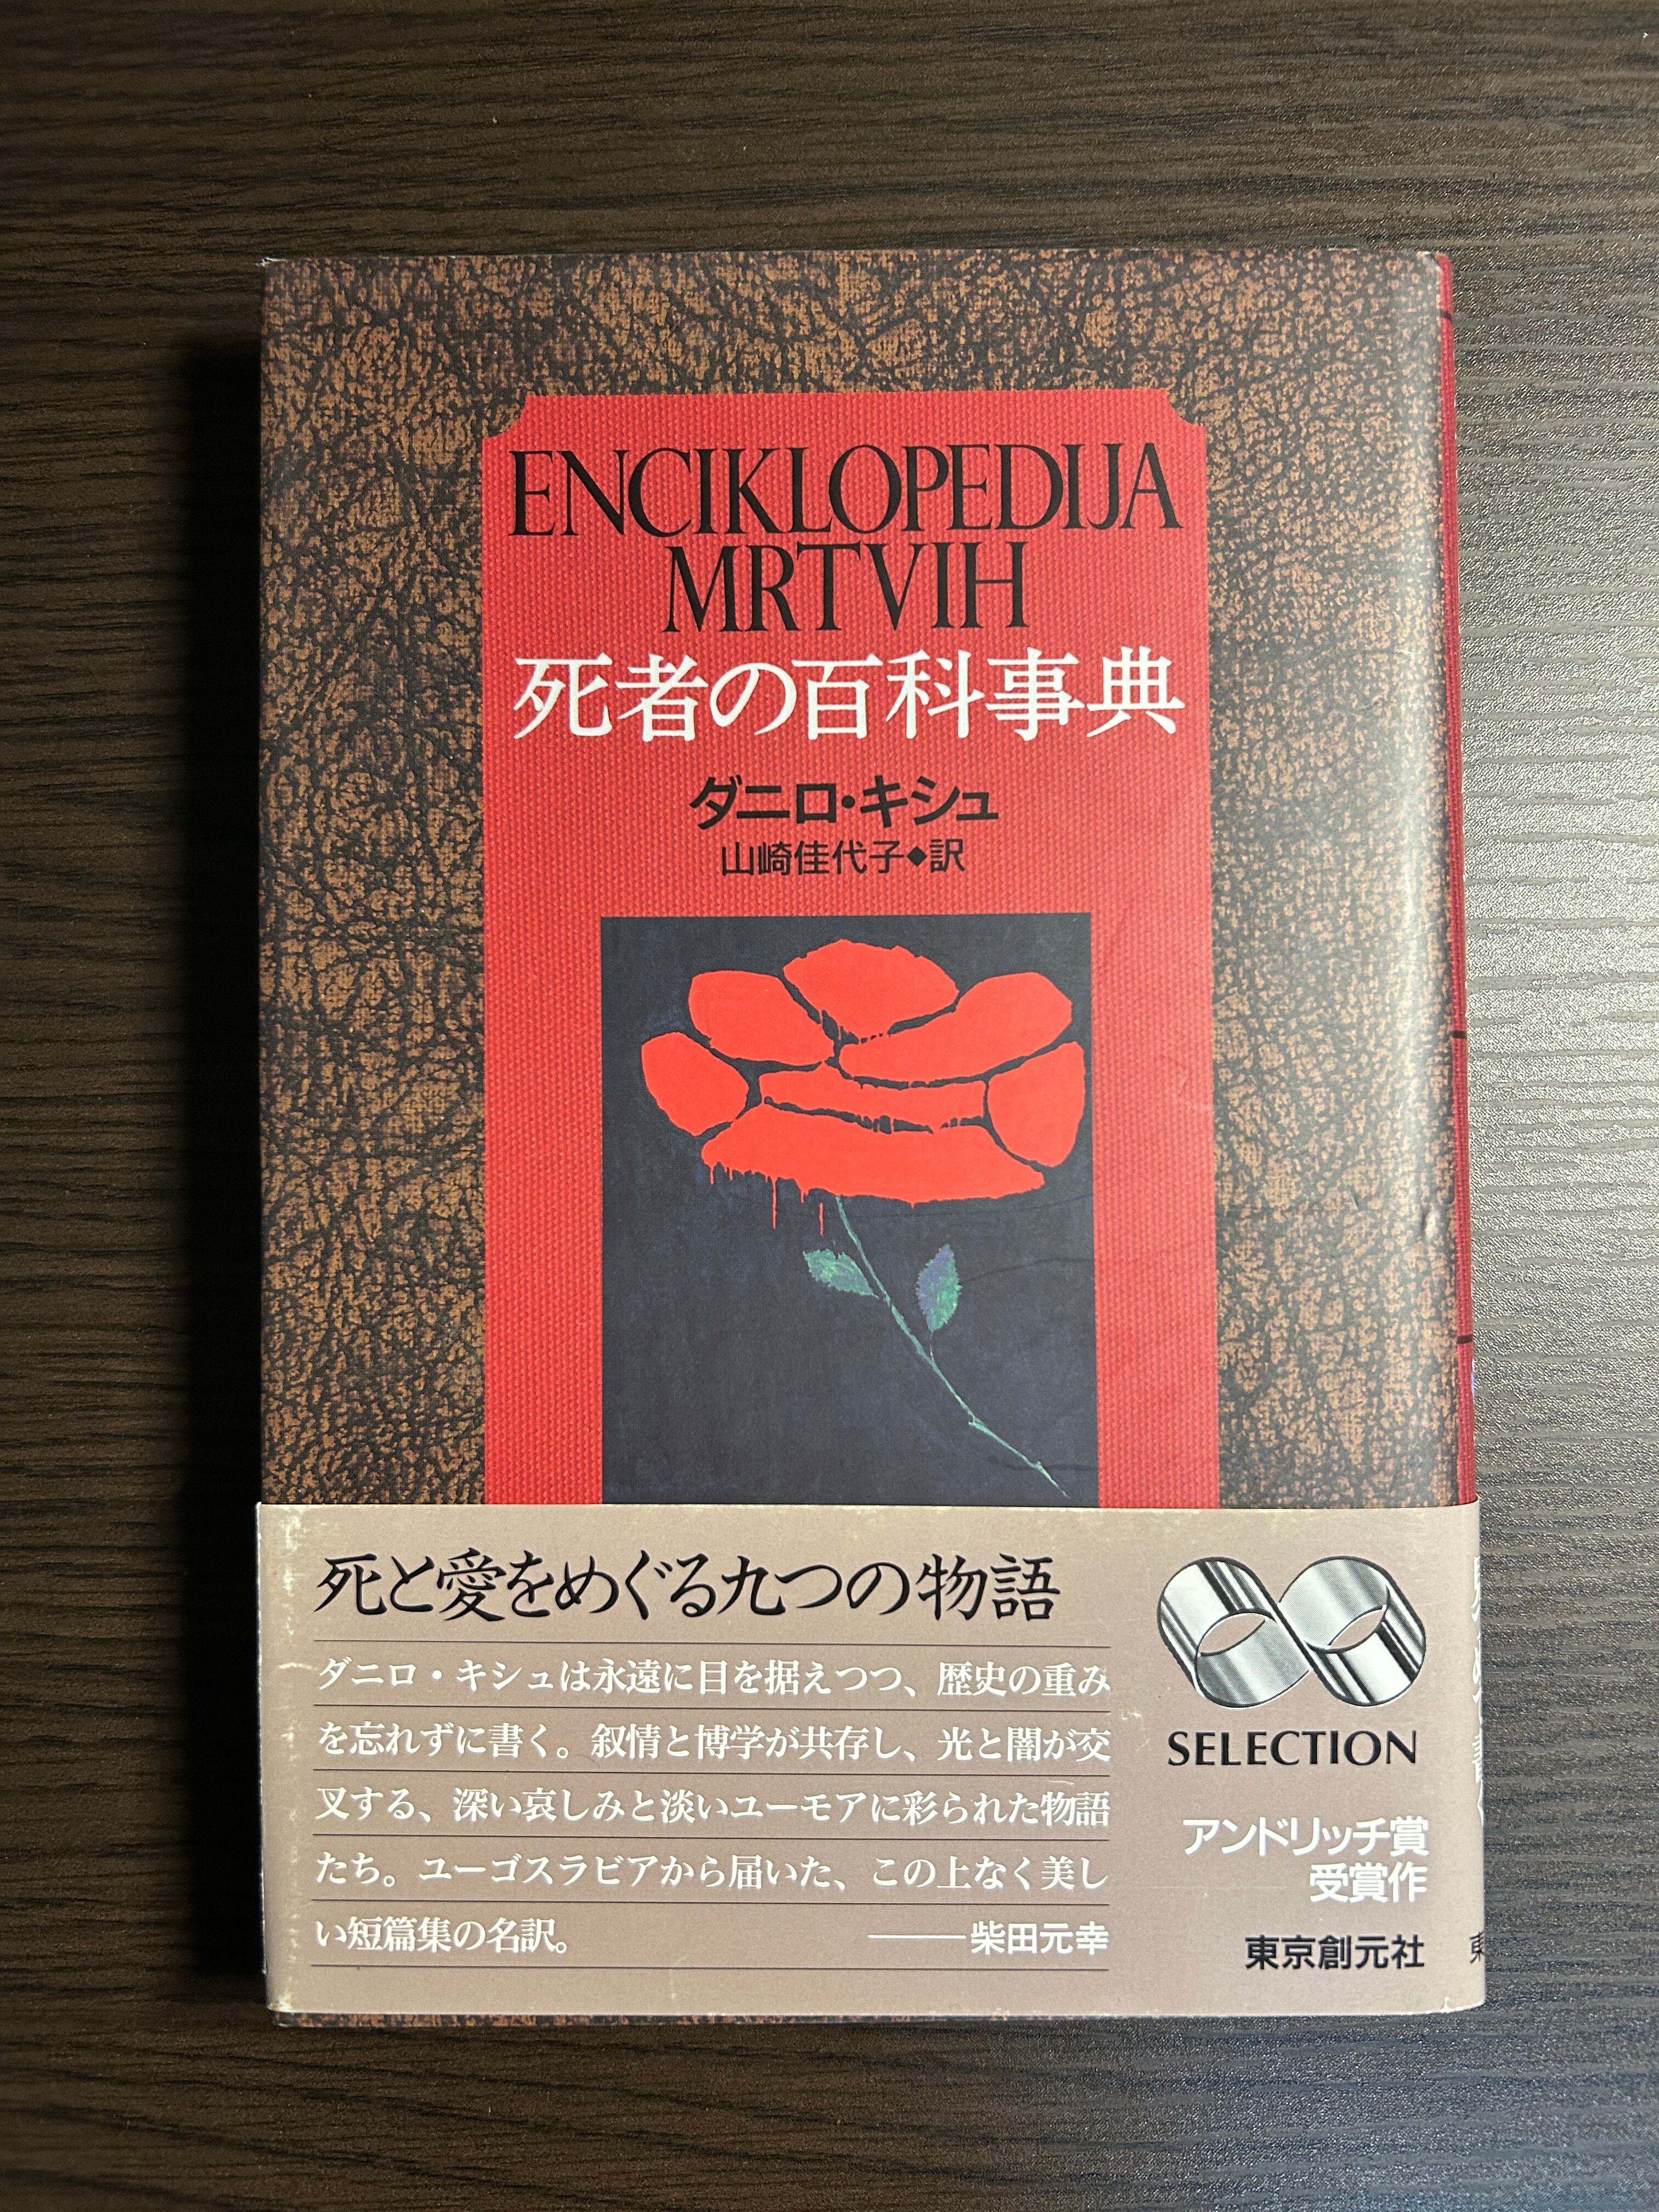 ENCIKLOPEDIJA
MRTVIH
死者の百科事典
ダニロ・キシュ
山崎佳代子◆訳
死と愛をめぐる九つの物語
ダニロ・キシュは永遠に目を据えつつ、歴史の重み
を忘れずに書く。叙情と博学が共存し、光と闇が交
叉する、深い哀しみと淡いユーモアに彩られた物語
たち。ユーゴスラビアから届いた、この上なく美し
い短篇集の名訳。 ――柴田元幸
SELECTION
アンドリッチ賞
受賞作
東京創元社